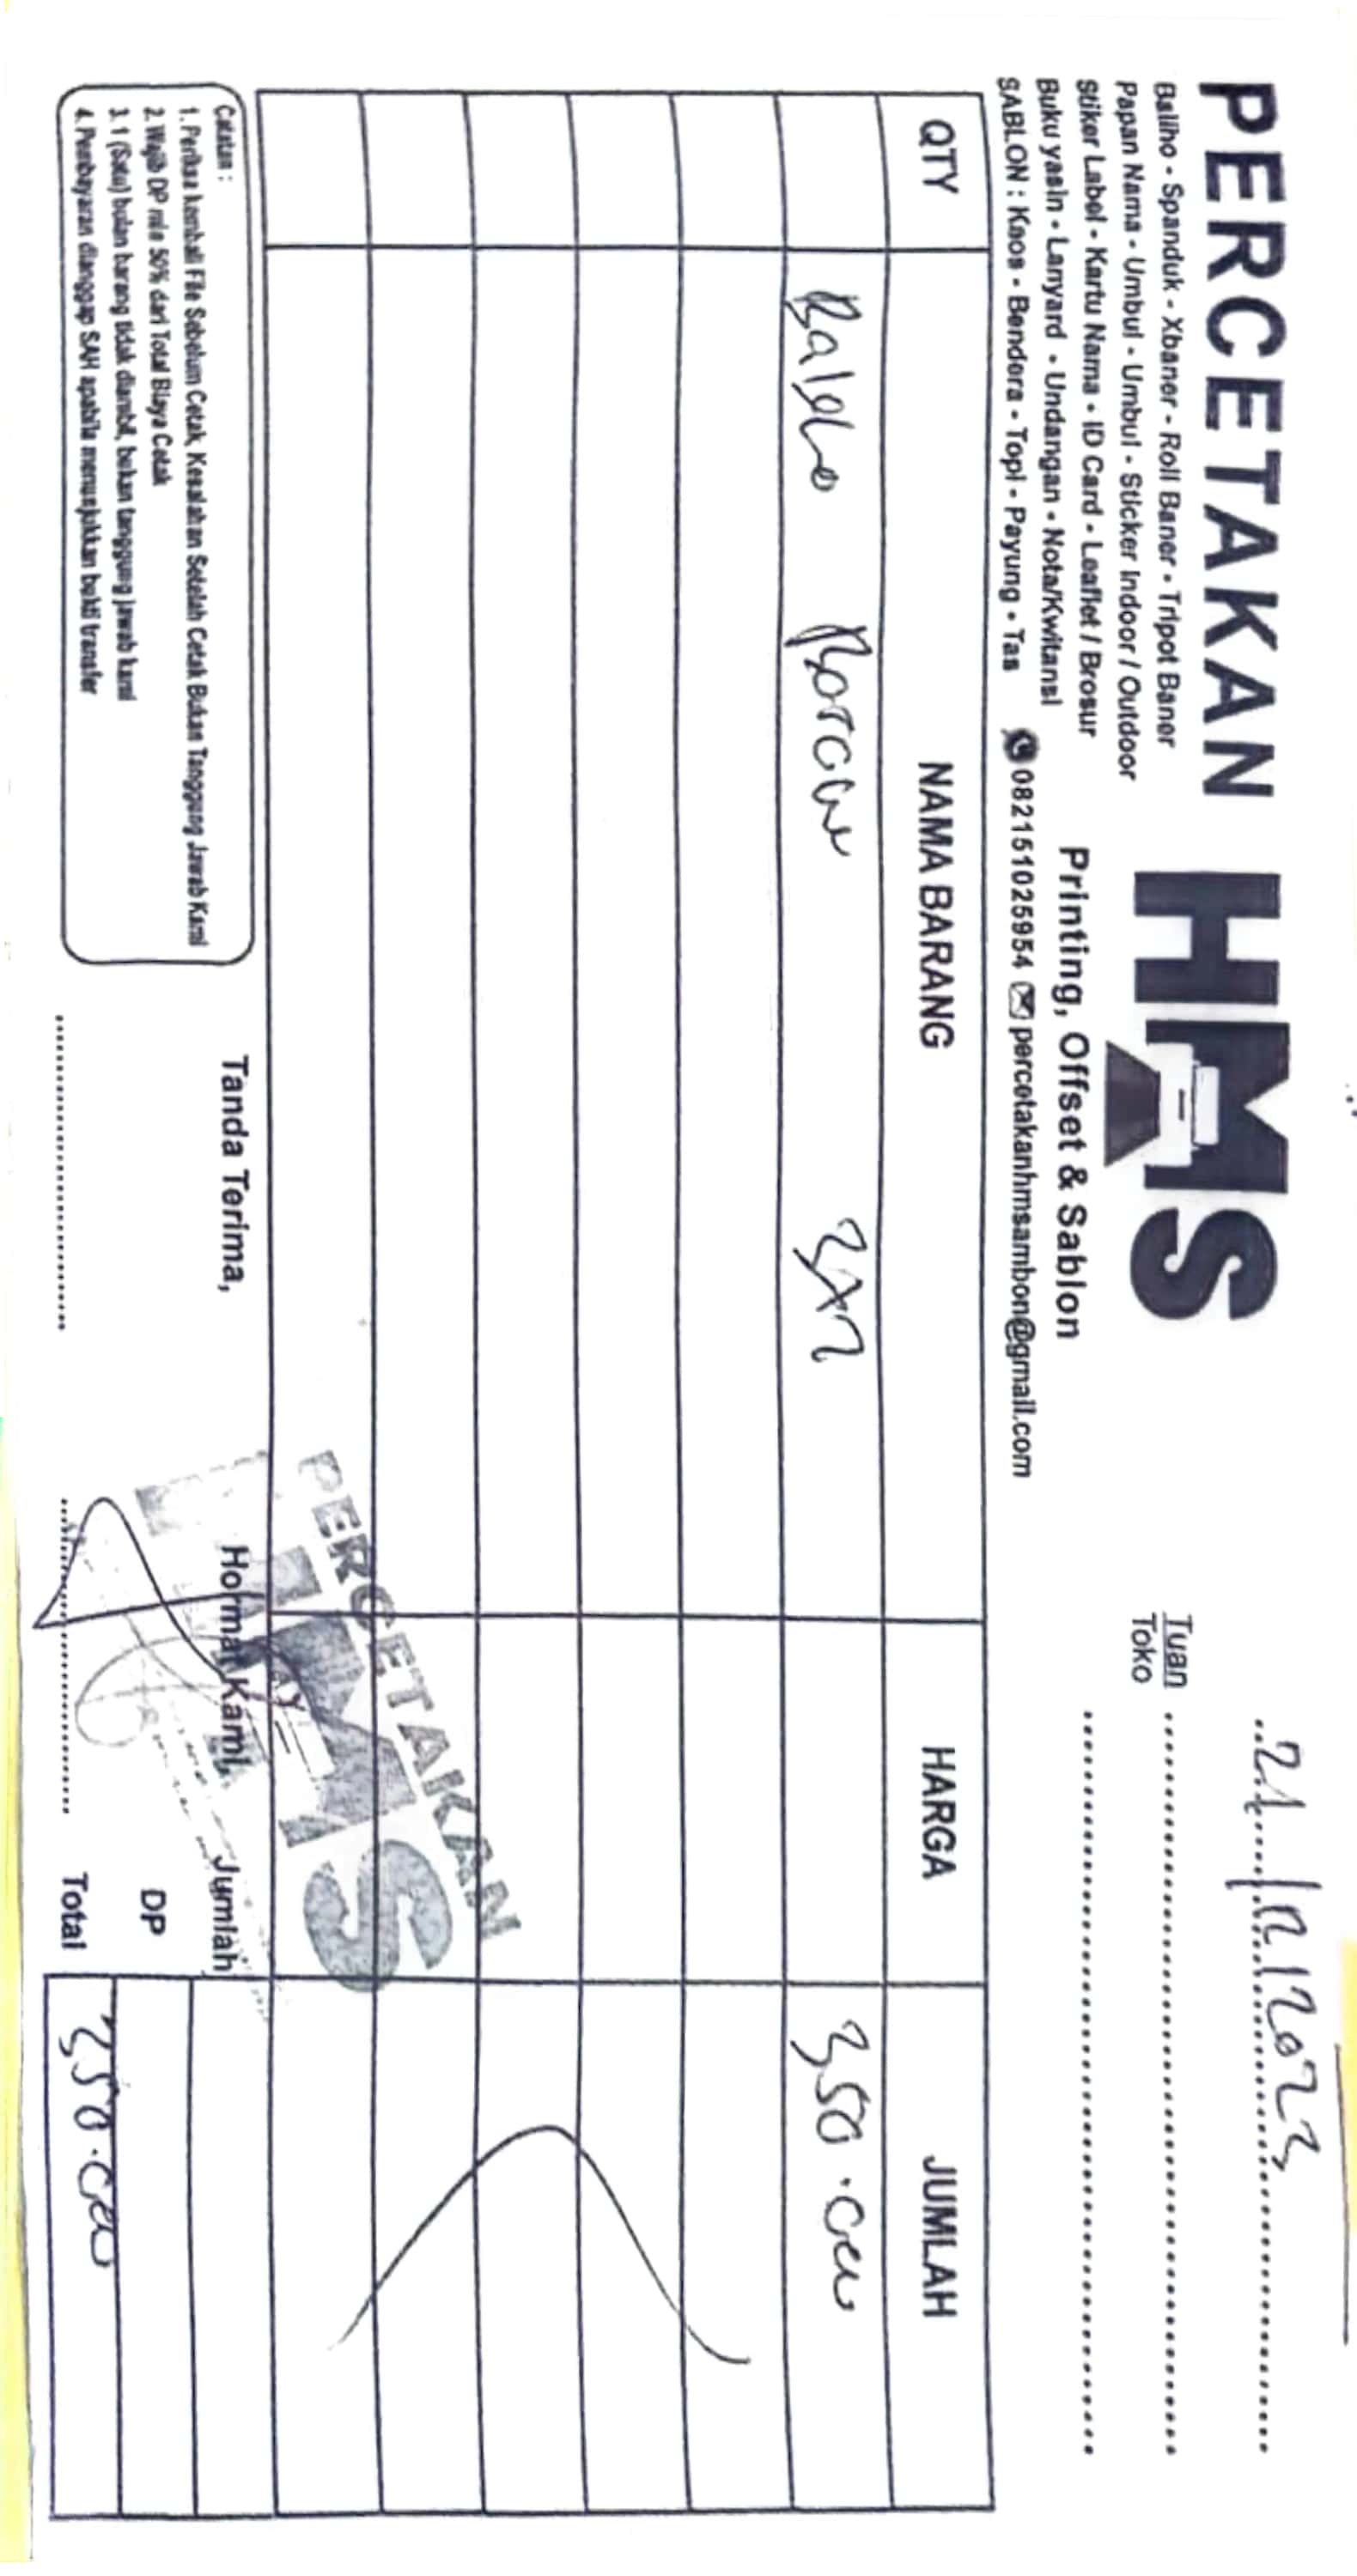 PERCETAKAN HMS
Baliho - Spanduk - Xbaner - Roll Baner - Tripot Baner
Papan Nama - Umbul - Umbul - Sticker Indoor / Outdoor
Stiker Label - Kartu Nama - ID Card - Leaflet / Brosur
Buku yasin - Lanyard - Undangan - Nota/Kwitansi
SABLON : Kaos - Bendera - Topi - Payung - Tas
Printing, Offset & Sablon
082151025954 percetakanhmsambon@gmail.com
21/12/2023
Tuan
Toko
QTY NAMA BARANG HARGA JUMLAH
3x2 350.000
Catatan :
1. Periksa kembali File Sebelum Cetak, Kesalahan Setelah Cetak Bukan Tanggung Jawab Kami
2. Wajib DP min 50% dari Total Biaya Cetak
3. 1 (Satu) bulan barang tidak diambil, bukan tanggung jawab kami
4. Pembayaran dianggap SAH apabila menunjukkan bukti transfer
Tanda Terima,
Hormat Kami,
PERCETAKAN
HMS
Jumlah
DP
Total 350.000